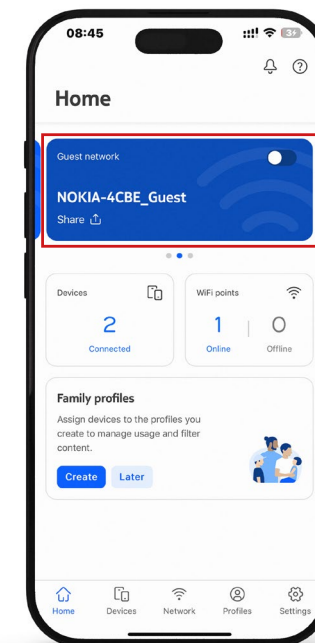 08:45
Home
Guest network
NOKIA-4CBE_Guest
Share
Devices
2
Connected
WiFi points
1
Online
0
Offline
Family profiles
Assign devices to the profiles you
create to manage usage and filter
content.
Create Later
Home Devices Network Profiles Settings